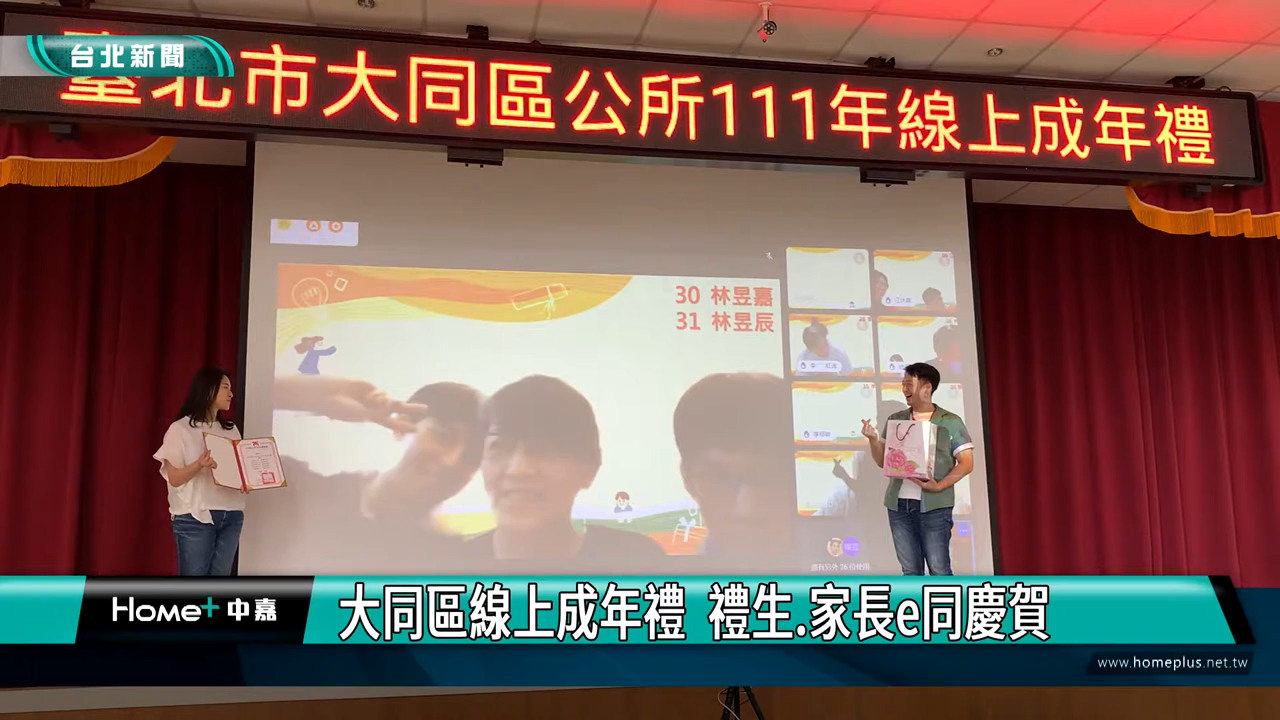 台北新聞
臺北市大同區公所111年線上成年禮
30 林昱嘉
31 林昱辰
Home+中嘉
大同區線上成年禮 禮生.家長e同慶賀
www.homeplus.net.tw